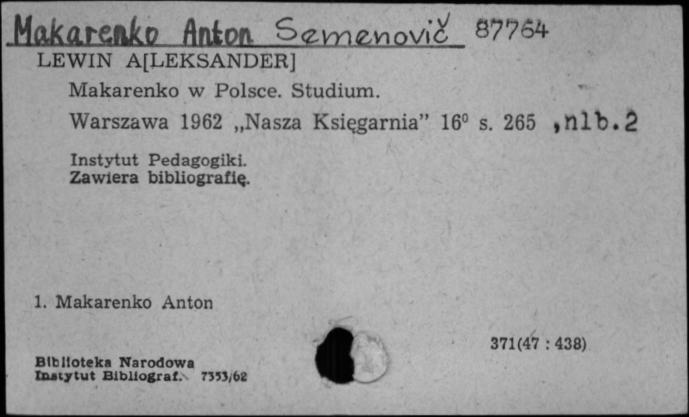 Makarenko Anton Semenovič 87764
LEWIN A[LEKSANDER]
Makarenko w Polsce. Studium.
Warszawa 1962 „Nasza Księgarnia” 16⁰ s. 265 ,nlb.2
Instytut Pedagogiki.
Zawiera bibliografię.
1. Makarenko Anton
371(47 : 438)
Biblioteka Narodowa
Instytut Bibliograf. 7353/62